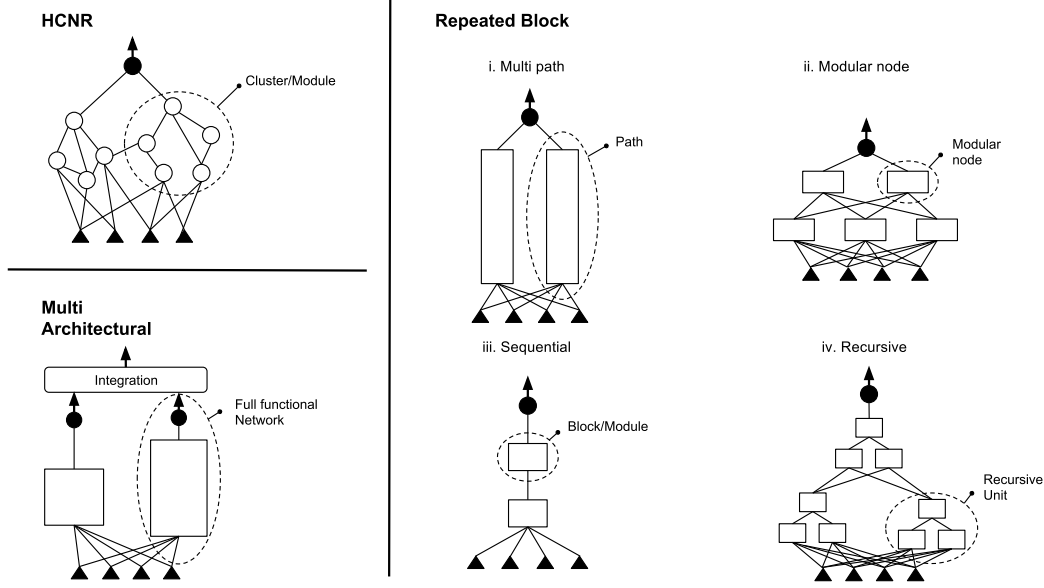 HCNR
Cluster/Module
Multi
Architectural
Integration
Full functional
Network
Repeated Block
i. Multi path
Path
ii. Modular node
Modular
node
iii. Sequential
Block/Module
iv. Recursive
Recursive
Unit